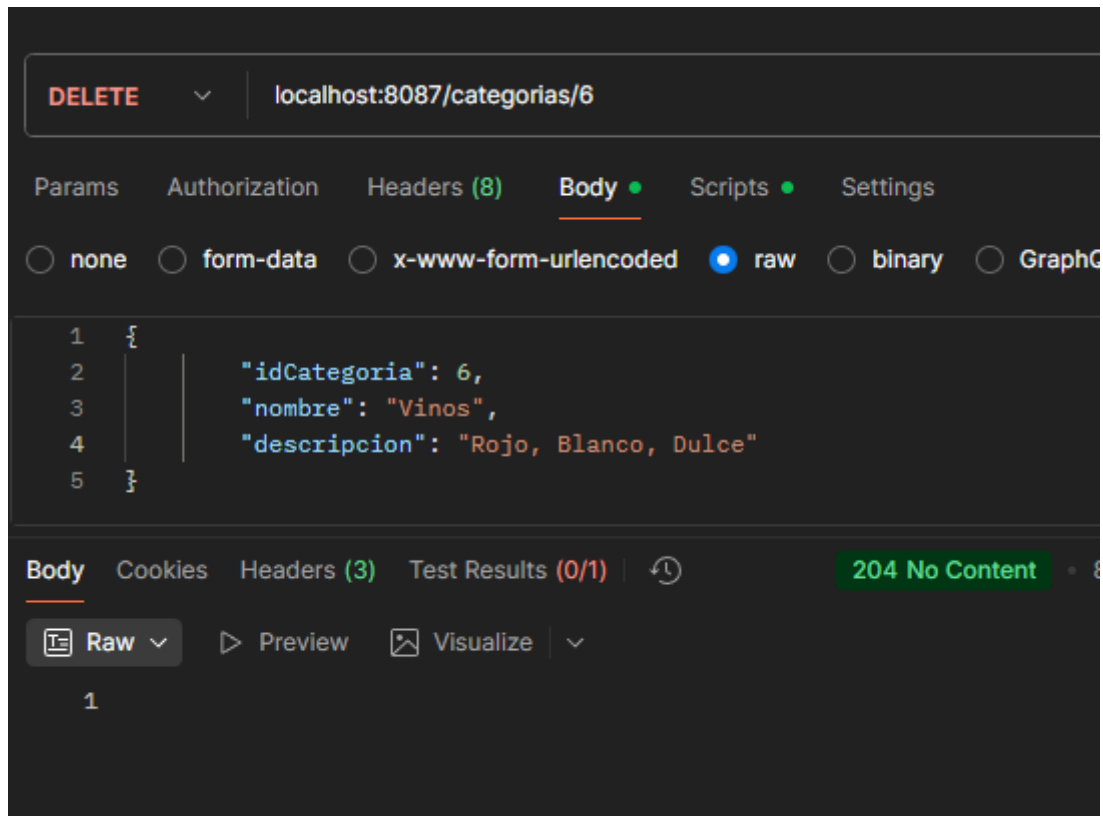 DELETE localhost:8087/categorias/6
Params Authorization Headers (8) Body Scripts Settings
none form-data x-www-form-urlencoded raw binary GraphQ
1 {
2 "idCategoria": 6,
3 "nombre": "Vinos",
4 "descripcion": "Rojo, Blanco, Dulce"
5 }
Body Cookies Headers (3) Test Results (0/1) 204 No Content
Raw Preview Visualize
1